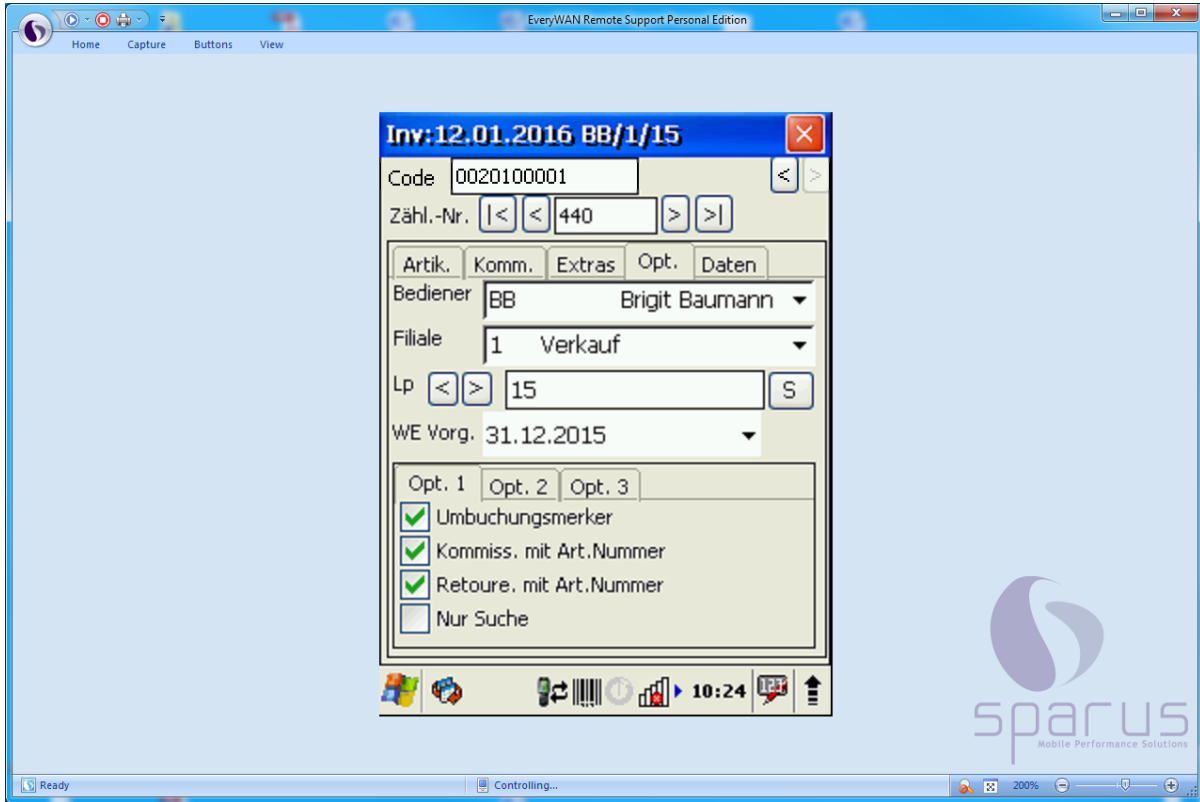 EveryWAN Remote Support Personal Edition
Home Capture Buttons View
Inv:12.01.2016 BB/1/15
Code 0020100001 < >
Zähl.-Nr. |< < 440 > >|
Artik. Komm. Extras Opt. Daten
Bediener BB Brigit Baumann
Filiale 1 Verkauf
Lp < > 15 S
WE Vorg. 31.12.2015
Opt. 1 Opt. 2 Opt. 3
Umbuchungsmerker
Kommiss. mit Art.Nummer
Retoure. mit Art.Nummer
Nur Suche
10:24
sparus
Mobile Performance Solutions
Ready Controlling... 200%